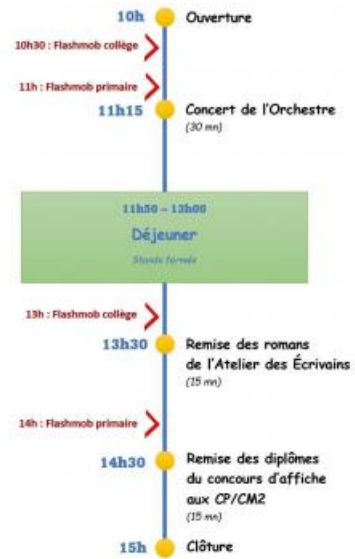 10h Ouverture
10h30 : Flashmob collège
11h : Flashmob primaire
11h15 Concert de l'Orchestre
(30 mn)
11h50 – 13h00
Déjeuner
Stands fermés
13h : Flashmob collège
13h30 Remise des romans
de l'Atelier des Écrivains
(15 mn)
14h : Flashmob primaire
14h30 Remise des diplômes
du concours d'affiche
aux CP/CM2
(15 mn)
15h Clôture